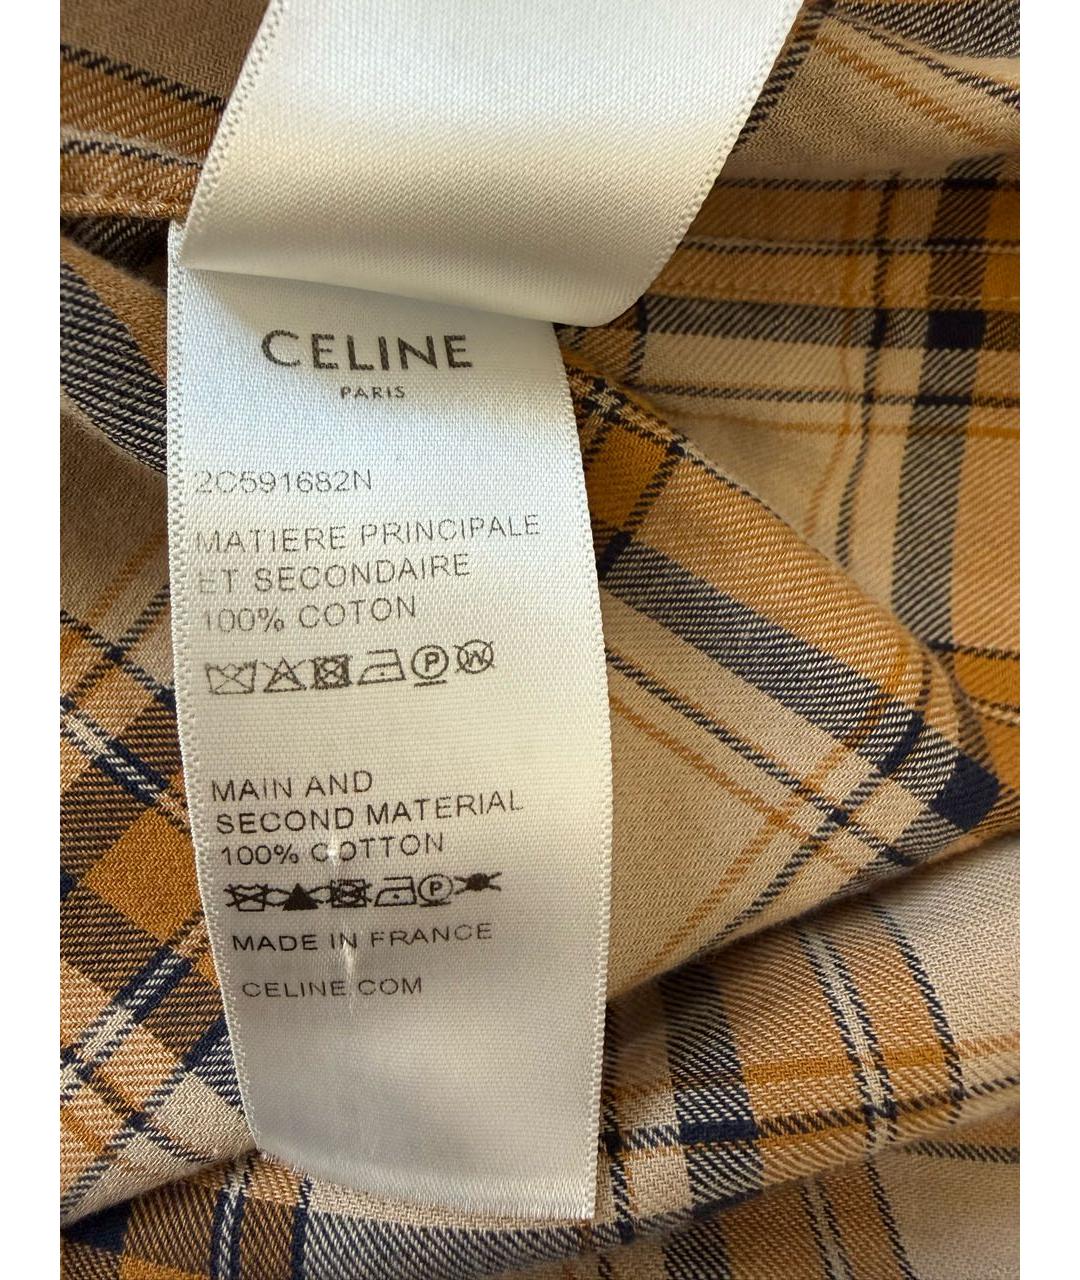 CELINE
PARIS
2C591682N
MATIERE PRINCIPALE
ET SECONDAIRE
100% COTON
P W
MAIN AND
SECOND MATERIAL
100% COTTON
P
MADE IN FRANCE
CELINE.COM